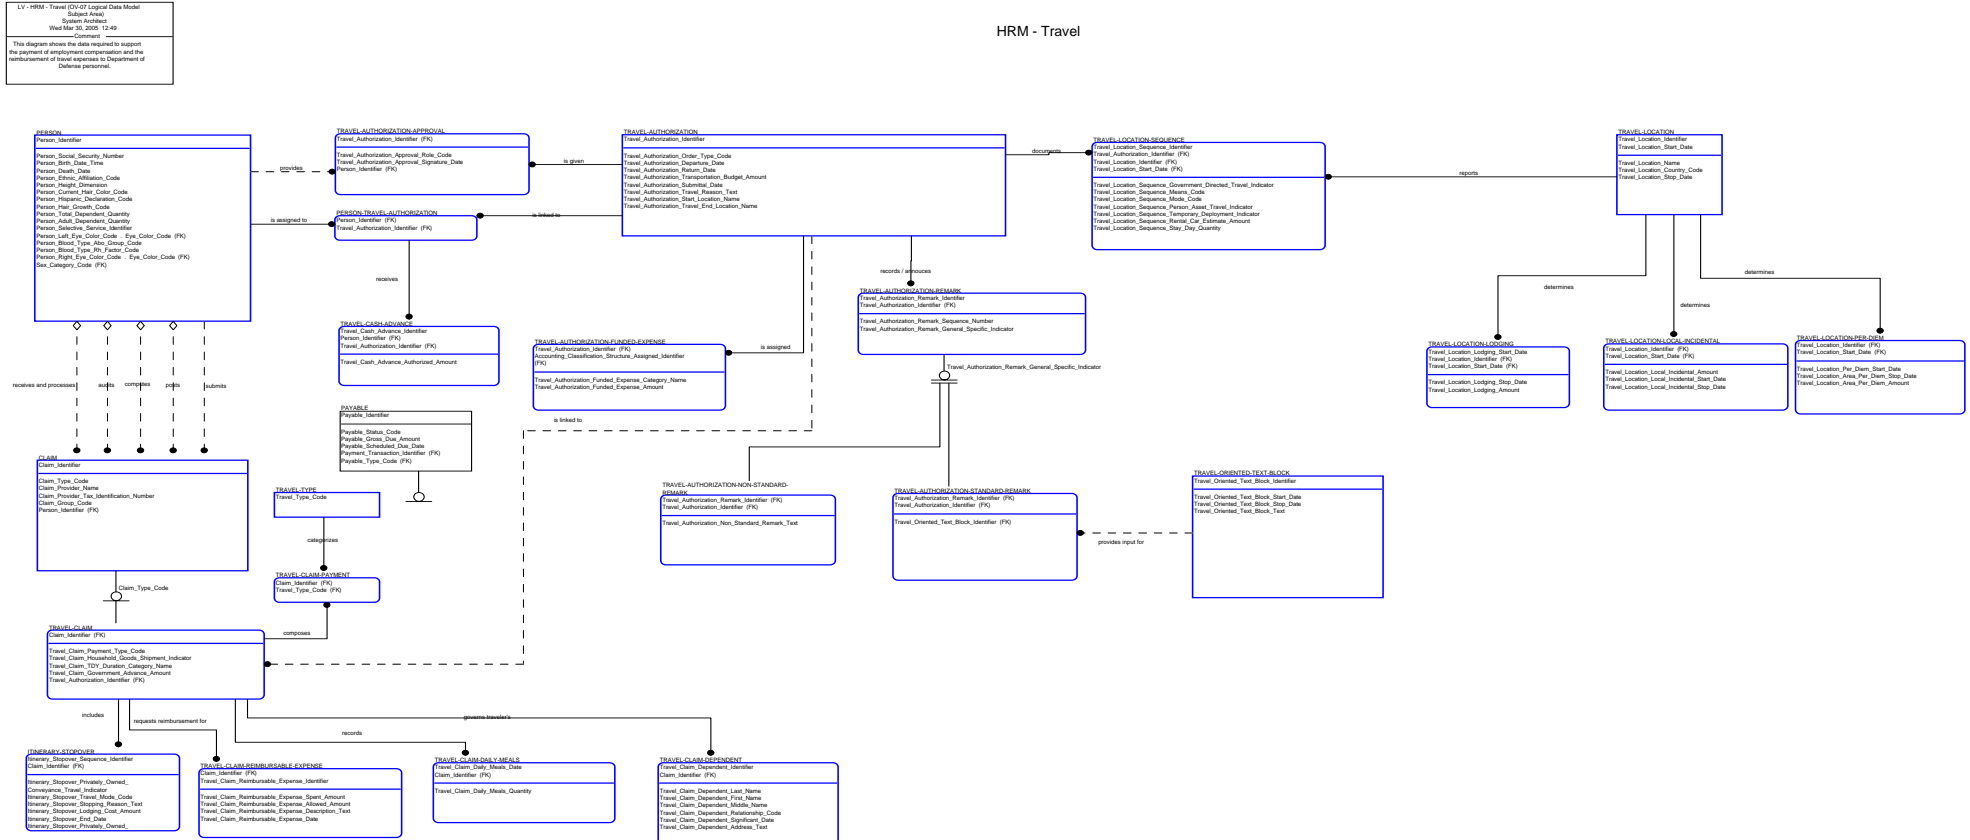 LV - HRM - Travel (OV-07 Logical Data Model
Subject Area)
System Architect
Wed Mar 30, 2005 12:49
Comment
This diagram shows the data required to support
the payment of employment compensation and the
reimbursement of travel expenses to Department of
Defense personnel.
HRM - Travel
PERSON
Person_Identifier
Person_Social_Security_Number
Person_Birth_Date_Time
Person_Death_Date
Person_Ethnic_Affiliation_Code
Person_Height_Dimension
Person_Current_Hair_Color_Code
Person_Hispanic_Declaration_Code
Person_Hair_Growth_Code
Person_Total_Dependent_Quantity
Person_Adult_Dependent_Quantity
Person_Selective_Service_Identifier
Person_Left_Eye_Color_Code . Eye_Color_Code (FK)
Person_Blood_Type_Abo_Group_Code
Person_Blood_Type_Rh_Factor_Code
Person_Right_Eye_Color_Code . Eye_Color_Code (FK)
Sex_Category_Code (FK)
provides
is assigned to
TRAVEL-AUTHORIZATION-APPROVAL
Travel_Authorization_Identifier (FK)
Travel_Authorization_Approval_Role_Code
Travel_Authorization_Approval_Signature_Date
Person_Identifier (FK)
PERSON-TRAVEL-AUTHORIZATION
Person_Identifier (FK)
Travel_Authorization_Identifier (FK)
is given
is linked to
TRAVEL-AUTHORIZATION
Travel_Authorization_Identifier
Travel_Authorization_Order_Type_Code
Travel_Authorization_Departure_Date
Travel_Authorization_Return_Date
Travel_Authorization_Transportation_Budget_Amount
Travel_Authorization_Submittal_Date
Travel_Authorization_Travel_Reason_Text
Travel_Authorization_Start_Location_Name
Travel_Authorization_Travel_End_Location_Name
documents
TRAVEL-LOCATION-SEQUENCE
Travel_Location_Sequence_Identifier
Travel_Authorization_Identifier (FK)
Travel_Location_Identifier (FK)
Travel_Location_Start_Date (FK)
Travel_Location_Sequence_Government_Directed_Travel_Indicator
Travel_Location_Sequence_Means_Code
Travel_Location_Sequence_Mode_Code
Travel_Location_Sequence_Person_Asset_Travel_Indicator
Travel_Location_Sequence_Temporary_Deployment_Indicator
Travel_Location_Sequence_Rental_Car_Estimate_Amount
Travel_Location_Sequence_Stay_Day_Quantity
reports
TRAVEL-LOCATION
Travel_Location_Identifier
Travel_Location_Start_Date
Travel_Location_Name
Travel_Location_Country_Code
Travel_Location_Stop_Date
receives
records / annouces
determines
determines
determines
TRAVEL-CASH-ADVANCE
Travel_Cash_Advance_Identifier
Person_Identifier (FK)
Travel_Authorization_Identifier (FK)
Travel_Cash_Advance_Authorized_Amount
TRAVEL-AUTHORIZATION-FUNDED-EXPENSE
Travel_Authorization_Identifier (FK)
Accounting_Classification_Structure_Assigned_Identifier
(FK)
Travel_Authorization_Funded_Expense_Category_Name
Travel_Authorization_Funded_Expense_Amount
is assigned
TRAVEL-AUTHORIZATION-REMARK
Travel_Authorization_Remark_Identifier
Travel_Authorization_Identifier (FK)
Travel_Authorization_Remark_Sequence_Number
Travel_Authorization_Remark_General_Specific_Indicator
Travel_Authorization_Remark_General_Specific_Indicator
TRAVEL-LOCATION-LODGING
Travel_Location_Lodging_Start_Date
Travel_Location_Identifier (FK)
Travel_Location_Start_Date (FK)
Travel_Location_Lodging_Stop_Date
Travel_Location_Lodging_Amount
TRAVEL-LOCATION-LOCAL-INCIDENTAL
Travel_Location_Identifier (FK)
Travel_Location_Start_Date (FK)
Travel_Location_Local_Incidental_Amount
Travel_Location_Local_Incidental_Start_Date
Travel_Location_Local_Incidental_Stop_Date
TRAVEL-LOCATION-PER-DIEM
Travel_Location_Identifier (FK)
Travel_Location_Start_Date (FK)
Travel_Location_Per_Diem_Start_Date
Travel_Location_Area_Per_Diem_Stop_Date
Travel_Location_Area_Per_Diem_Amount
receives and processes
audits
computes
posts
submits
PAYABLE
Payable_Identifier
Payable_Status_Code
Payable_Gross_Due_Amount
Payable_Scheduled_Due_Date
Payment_Transaction_Identifier (FK)
Payable_Type_Code (FK)
is linked to
CLAIM
Claim_Identifier
Claim_Type_Code
Claim_Provider_Name
Claim_Provider_Tax_Identification_Number
Claim_Group_Code
Person_Identifier (FK)
Claim_Type_Code
TRAVEL-TYPE
Travel_Type_Code
categorizes
TRAVEL-CLAIM-PAYMENT
Claim_Identifier (FK)
Travel_Type_Code (FK)
composes
TRAVEL-AUTHORIZATION-NON-STANDARD-
REMARK
Travel_Authorization_Remark_Identifier (FK)
Travel_Authorization_Identifier (FK)
Travel_Authorization_Non_Standard_Remark_Text
TRAVEL-AUTHORIZATION-STANDARD-REMARK
Travel_Authorization_Remark_Identifier (FK)
Travel_Authorization_Identifier (FK)
Travel_Oriented_Text_Block_Identifier (FK)
provides input for
TRAVEL-ORIENTED-TEXT-BLOCK
Travel_Oriented_Text_Block_Identifier
Travel_Oriented_Text_Block_Start_Date
Travel_Oriented_Text_Block_Stop_Date
Travel_Oriented_Text_Block_Text
TRAVEL-CLAIM
Claim_Identifier (FK)
Travel_Claim_Payment_Type_Code
Travel_Claim_Household_Goods_Shipment_Indicator
Travel_Claim_TDY_Duration_Category_Name
Travel_Claim_Government_Advance_Amount
Travel_Authorization_Identifier (FK)
includes
requests reimbursement for
records
governs traveler's
ITINERARY-STOPOVER
Itinerary_Stopover_Sequence_Identifier
Claim_Identifier (FK)
Itinerary_Stopover_Privately_Owned_
Conveyance_Travel_Indicator
Itinerary_Stopover_Travel_Mode_Code
Itinerary_Stopover_Stopping_Reason_Text
Itinerary_Stopover_Lodging_Cost_Amount
Itinerary_Stopover_End_Date
Itinerary_Stopover_Privately_Owned_
TRAVEL-CLAIM-REIMBURSABLE-EXPENSE
Claim_Identifier (FK)
Travel_Claim_Reimbursable_Expense_Identifier
Travel_Claim_Reimbursable_Expense_Spent_Amount
Travel_Claim_Reimbursable_Expense_Allowed_Amount
Travel_Claim_Reimbursable_Expense_Description_Text
Travel_Claim_Reimbursable_Expense_Date
TRAVEL-CLAIM-DAILY-MEALS
Travel_Claim_Daily_Meals_Date
Claim_Identifier (FK)
Travel_Claim_Daily_Meals_Quantity
TRAVEL-CLAIM-DEPENDENT
Travel_Claim_Dependent_Identifier
Claim_Identifier (FK)
Travel_Claim_Dependent_Last_Name
Travel_Claim_Dependent_First_Name
Travel_Claim_Dependent_Middle_Name
Travel_Claim_Dependent_Relationship_Code
Travel_Claim_Dependent_Significant_Date
Travel_Claim_Dependent_Address_Text